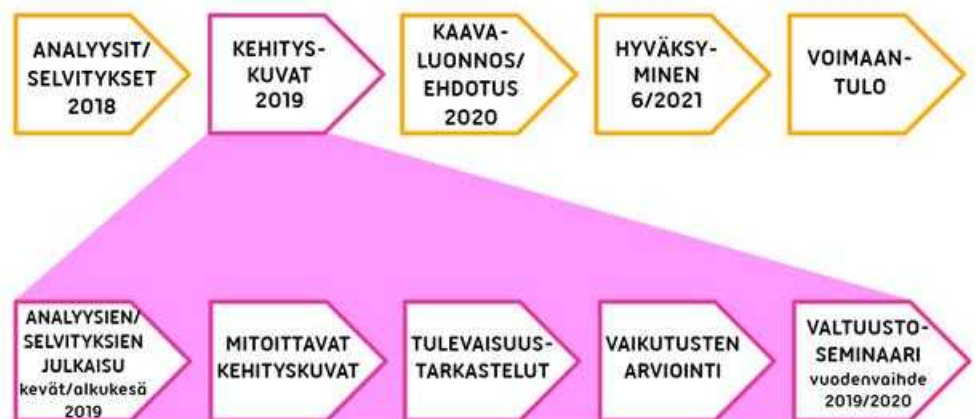 ANALYYSIT/
SELVITYKSET
2018
KEHITYS-
KUVAT
2019
KAAVA-
LUONNOS/
EHDOTUS
2020
HYVÄKSY-
MINEN
6/2021
VOIMAAN-
TULO
ANALYYSIEN/
SELVITYKSIEN
JULKAISU
kevät/alkukesä
2019
MITOITTAVAT
KEHITYSKUVAT
TULEVAISUUS-
TARKASTELUT
VAIKUTUSTEN
ARVIOINTI
VALTUUSTO-
SEMINAARI
vuodenvaihde
2019/2020